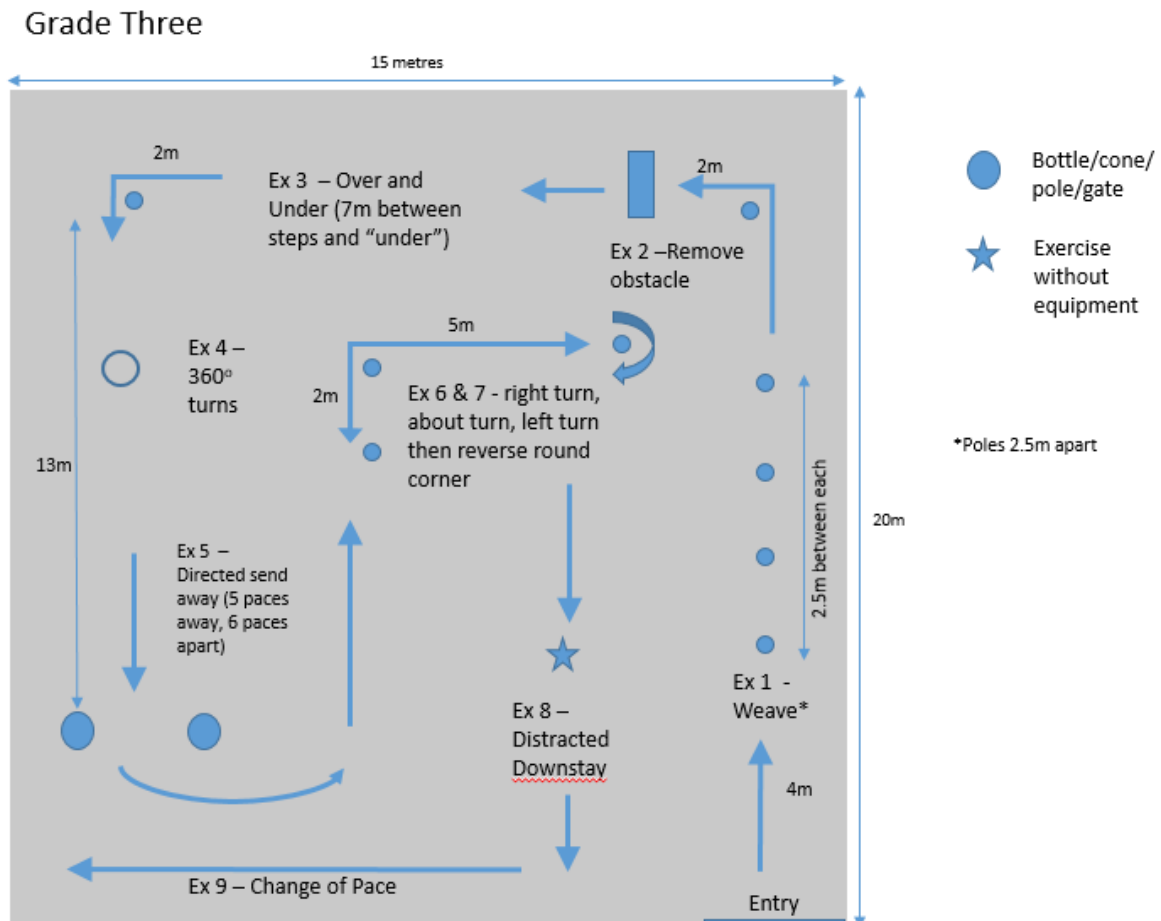 Grade Three
15 metres
2m
Ex 3 – Over and
Under (7m between
steps and “under”)
2m
Ex 2 –Remove
obstacle
Bottle/cone/
pole/gate
Exercise
without
equipment
Ex 4 –
360º
turns
5m
2m
Ex 6 & 7 - right turn,
about turn, left turn
then reverse round
corner
13m
*Poles 2.5m apart
20m
2.5m between each
Ex 5 –
Directed send
away (5 paces
away, 6 paces
apart)
Ex 1 -
Weave*
Ex 8 –
Distracted
Downstay
4m
Ex 9 – Change of Pace
Entry